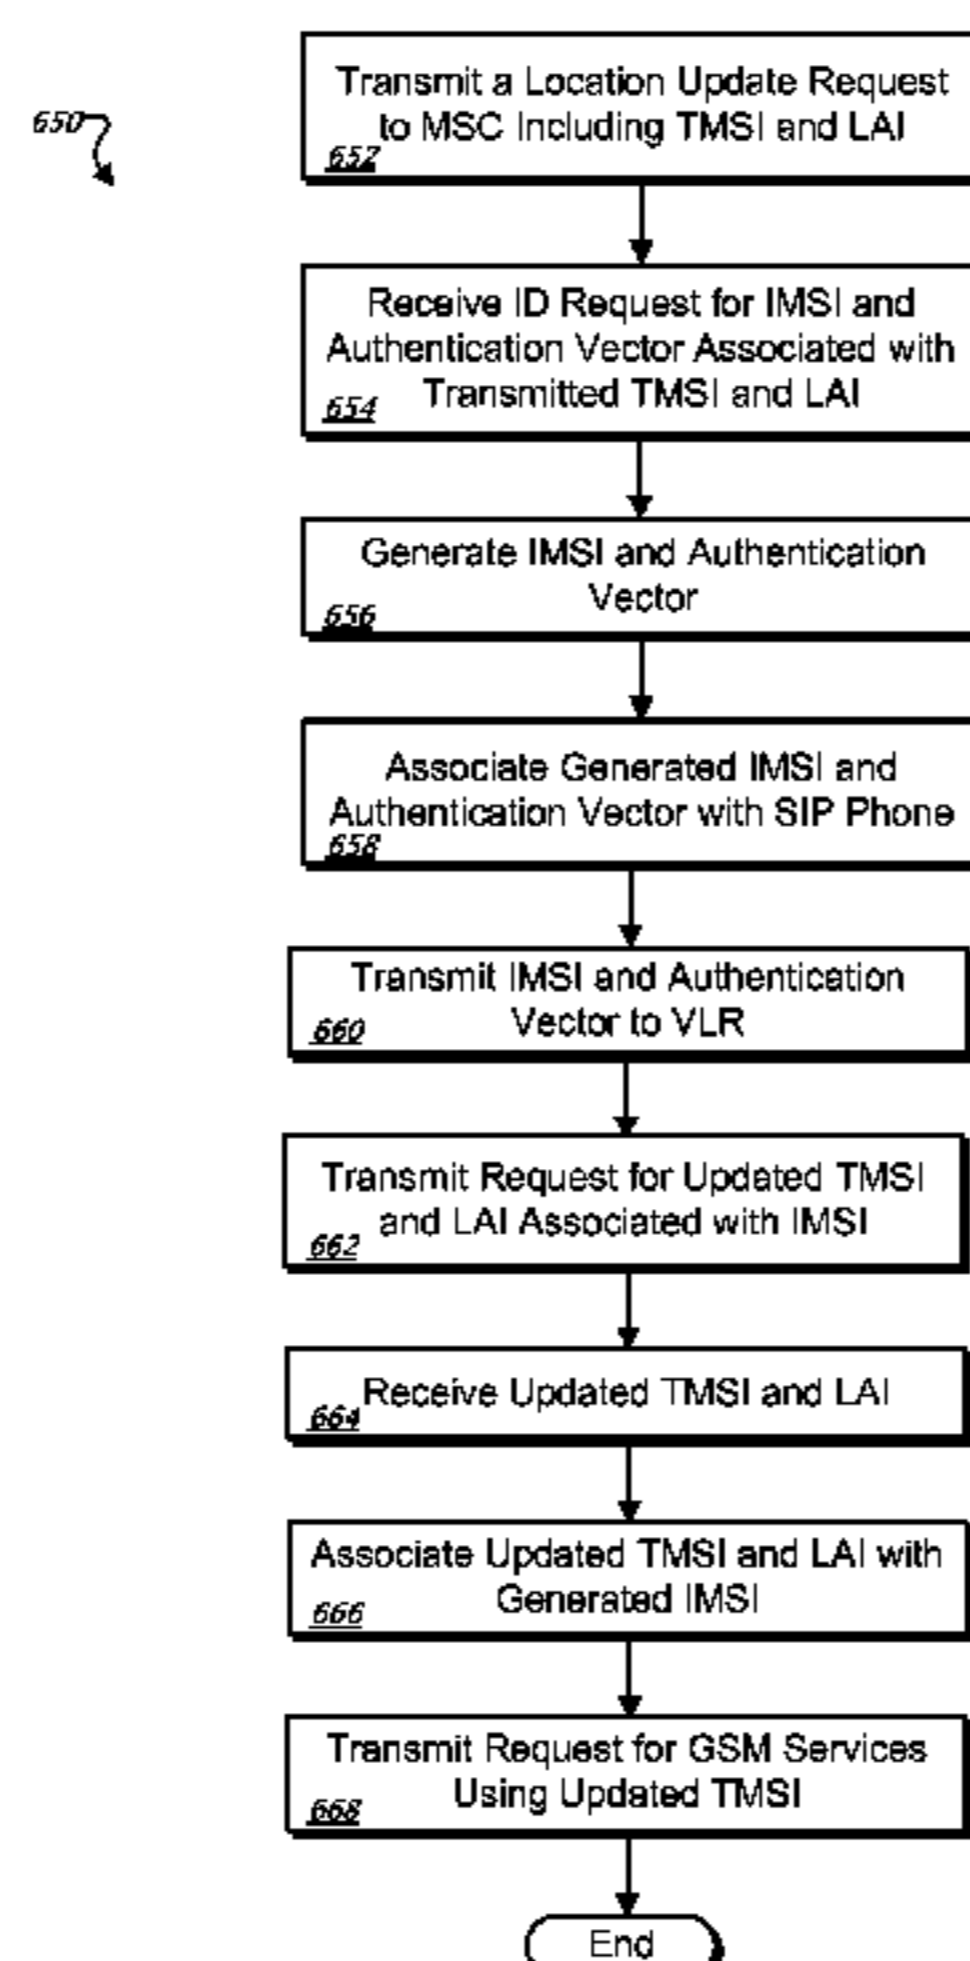 650
Transmit a Location Update Request
to MSC Including TMSI and LAI
652
Receive ID Request for IMSI and
Authentication Vector Associated with
Transmitted TMSI and LAI
654
Generate IMSI and Authentication
Vector
656
Associate Generated IMSI and
Authentication Vector with SIP Phone
658
Transmit IMSI and Authentication
Vector to VLR
660
Transmit Request for Updated TMSI
and LAI Associated with IMSI
662
Receive Updated TMSI and LAI
664
Associate Updated TMSI and LAI with
Generated IMSI
666
Transmit Request for GSM Services
Using Updated TMSI
668
End